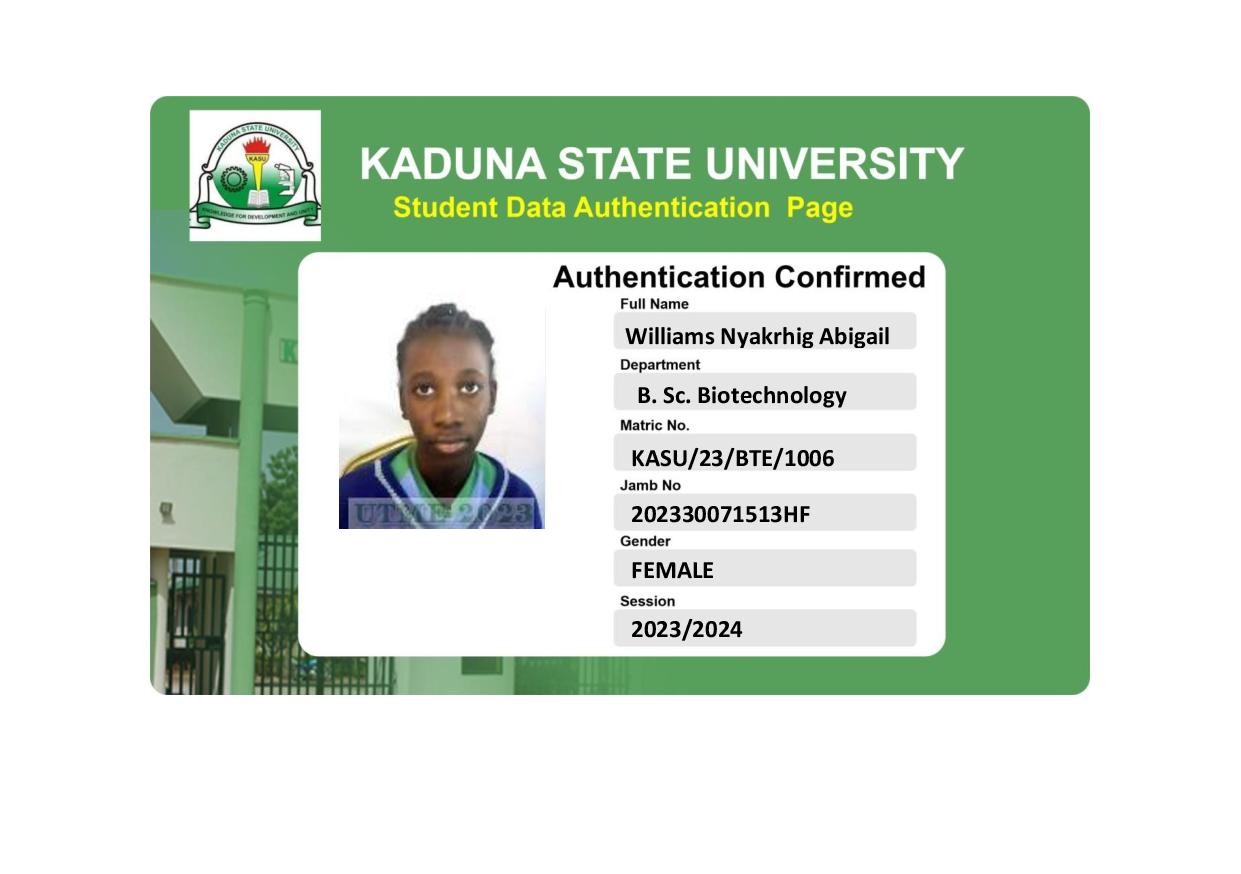 KADUNA STATE UNIVERSITY
KASU
KNOWLEDGE FOR DEVELOPMENT AND UNITY
KADUNA STATE UNIVERSITY
Student Data Authentication Page
Authentication Confirmed
Full Name
Williams Nyakrhig Abigail
Department
B. Sc. Biotechnology
Matric No.
KASU/23/BTE/1006
Jamb No
202330071513HF
Gender
FEMALE
Session
2023/2024
UTME 2023
K